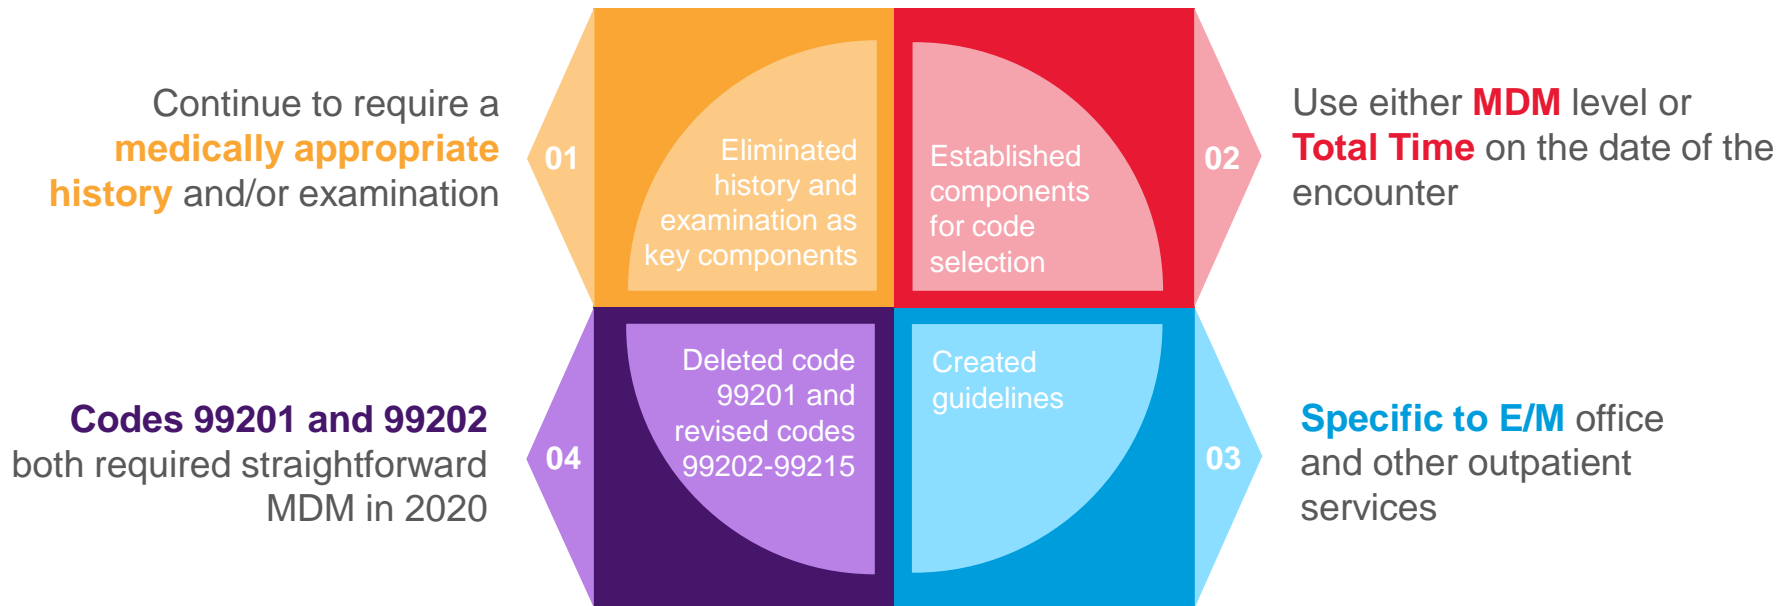 Continue to require a
medically appropriate
history and/or examination
01
Eliminated
history and
examination as
key components
Established
components
for code
selection
02
Use either MDM level or
Total Time on the date of the
encounter
Codes 99201 and 99202
both required straightforward
MDM in 2020
04
Deleted code
99201 and
revised codes
99202-99215
Created
guidelines
03
Specific to E/M office
and other outpatient
services